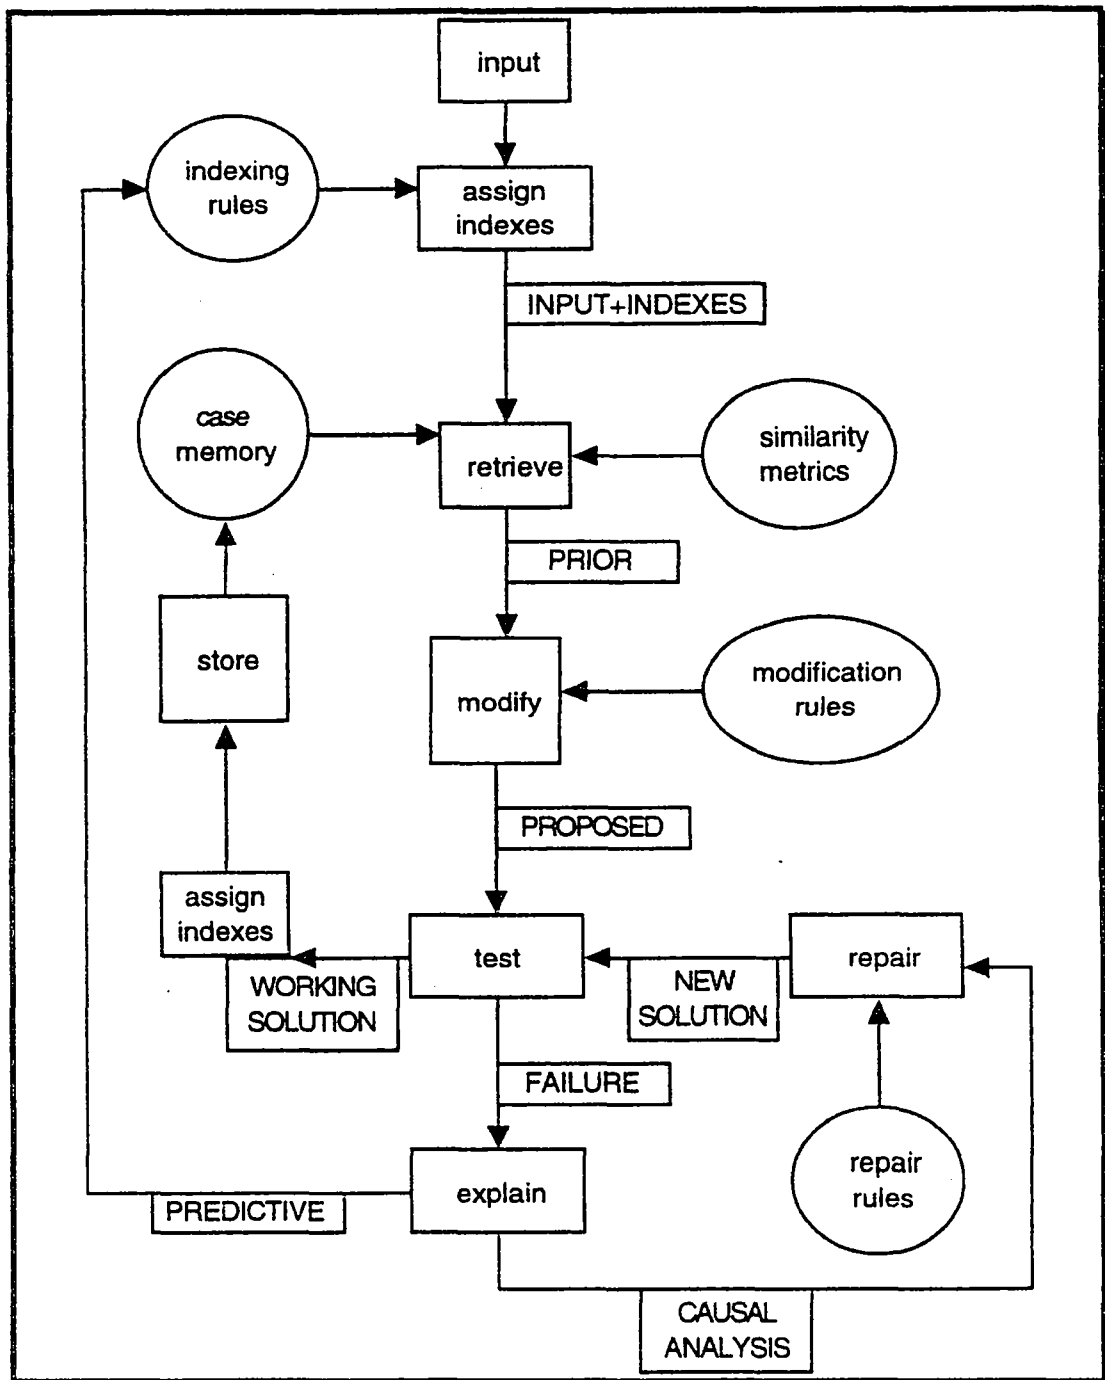 input
indexing
rules
assign
indexes
INPUT+INDEXES
case
memory
retrieve
similarity
metrics
PRIOR
store
modify
modification
rules
PROPOSED
assign
indexes
test
repair
WORKING
SOLUTION
NEW
SOLUTION
FAILURE
explain
repair
rules
PREDICTIVE
CAUSAL
ANALYSIS